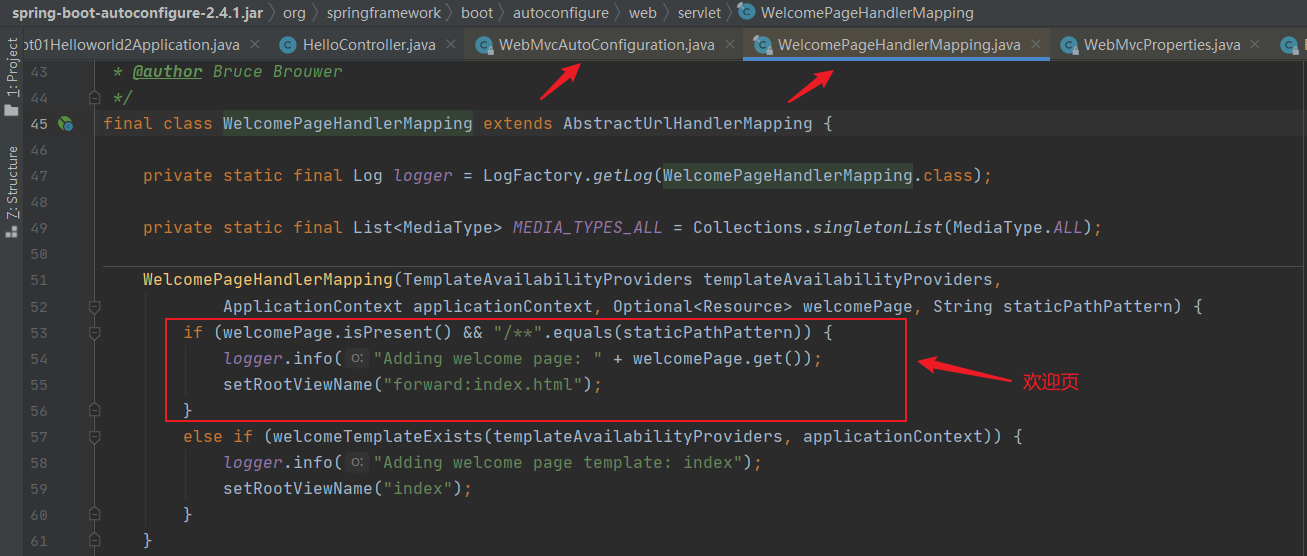 spring-boot-autoconfigure-2.4.1.jar org springframework boot autoconfigure web servlet WelcomePageHandlerMapping
ot01Helloworld2Application.java HelloController.java WebMvcAutoConfiguration.java WelcomePageHandlerMapping.java WebMvcProperties.java
1: Project
Z: Structure
43 * @author Bruce Brouwer
44 */
45 final class WelcomePageHandlerMapping extends AbstractUrlHandlerMapping {
46
47 private static final Log logger = LogFactory.getLog(WelcomePageHandlerMapping.class);
48
49 private static final List<MediaType> MEDIA_TYPES_ALL = Collections.singletonList(MediaType.ALL);
50
51 WelcomePageHandlerMapping(TemplateAvailabilityProviders templateAvailabilityProviders,
52 ApplicationContext applicationContext, Optional<Resource> welcomePage, String staticPathPattern) {
53 if (welcomePage.isPresent() && "/**".equals(staticPathPattern)) {
54 logger.info( o: "Adding welcome page: " + welcomePage.get());
55 setRootViewName("forward:index.html");
56 }
欢迎页
57 else if (welcomeTemplateExists(templateAvailabilityProviders, applicationContext)) {
58 logger.info( o: "Adding welcome page template: index");
59 setRootViewName("index");
60 }
61 }